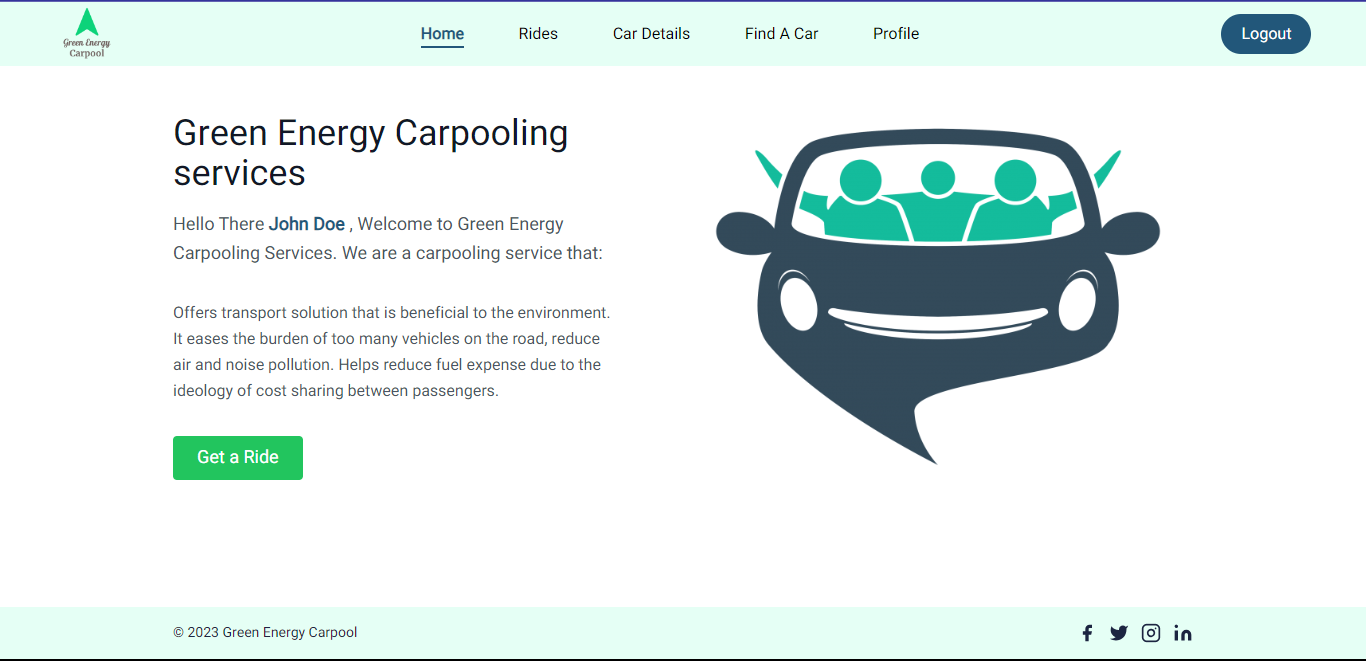 Green Energy
Carpool
Home
Rides
Car Details
Find A Car
Profile
Logout
Green Energy Carpooling
services
Hello There John Doe , Welcome to Green Energy
Carpooling Services. We are a carpooling service that:
Offers transport solution that is beneficial to the environment.
It eases the burden of too many vehicles on the road, reduce
air and noise pollution. Helps reduce fuel expense due to the
ideology of cost sharing between passengers.
Get a Ride
© 2023 Green Energy Carpool